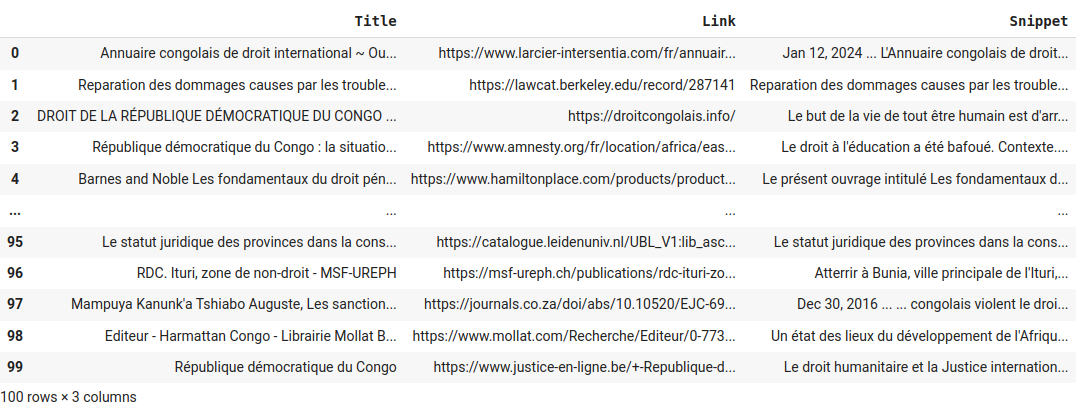 Title Link Snippet
0 Annuaire congolais de droit international ~ Ou... https://www.larcier-intersentia.com/fr/annuair... Jan 12, 2024 ... L'Annuaire congolais de droit...
1 Reparation des dommages causes par les trouble... https://lawcat.berkeley.edu/record/287141 Reparation des dommages causes par les trouble...
2 DROIT DE LA RÉPUBLIQUE DÉMOCRATIQUE DU CONGO ... https://droitcongolais.info/ Le but de la vie de tout être humain est d'arr...
3 République démocratique du Congo : la situatio... https://www.amnesty.org/fr/location/africa/eas... Le droit à l'éducation a été bafoué. Contexte....
4 Barnes and Noble Les fondamentaux du droit pén... https://www.hamiltonplace.com/products/product... Le présent ouvrage intitulé Les fondamentaux d...
... ... ... ...
95 Le statut juridique des provinces dans la cons... https://catalogue.leidenuniv.nl/UBL_V1:lib_asc... Le statut juridique des provinces dans la cons...
96 RDC. Ituri, zone de non-droit - MSF-UREPH https://msf-ureph.ch/publications/rdc-ituri-zo... Atterrir à Bunia, ville principale de l'Ituri,...
97 Mampuya Kanunk'a Tshiabo Auguste, Les sanction... https://journals.co.za/doi/abs/10.10520/EJC-69... Dec 30, 2016 ... ... congolais violent le droi...
98 Editeur - Harmattan Congo - Librairie Mollat B... https://www.mollat.com/Recherche/Editeur/0-773... Un état des lieux du développement de l'Afriqu...
99 République démocratique du Congo https://www.justice-en-ligne.be/+-Republique-d... Le droit humanitaire et la Justice internation...
100 rows × 3 columns